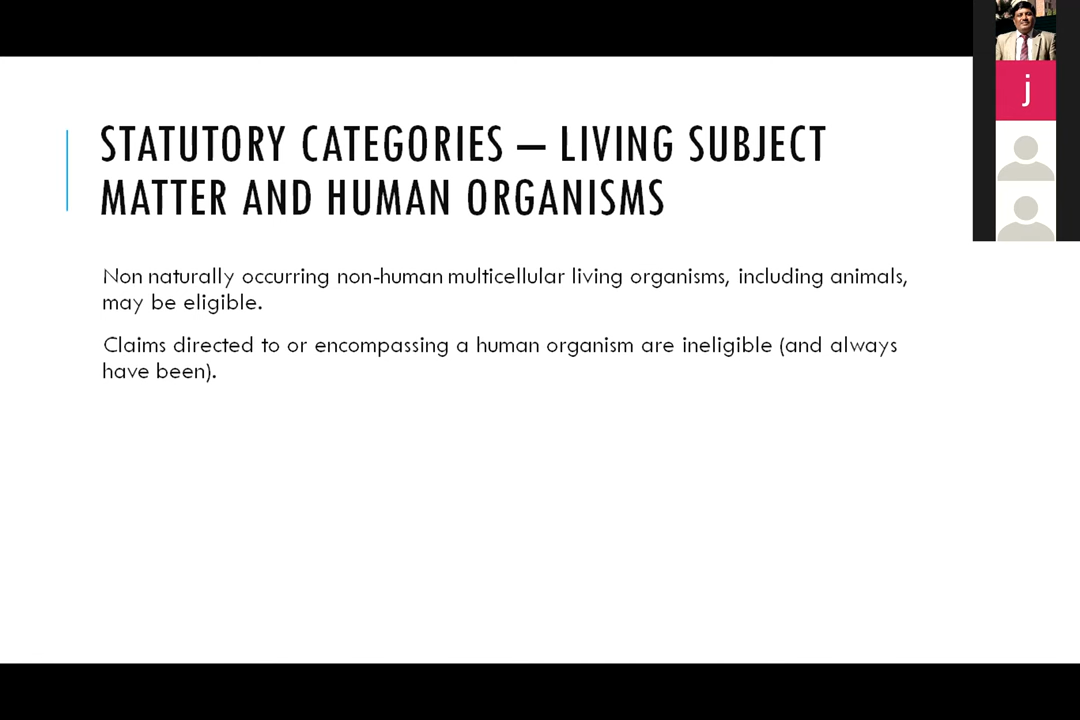 STATUTORY CATEGORIES – LIVING SUBJECT
MATTER AND HUMAN ORGANISMS
Non naturally occurring non-human multicellular living organisms, including animals,
may be eligible.
Claims directed to or encompassing a human organism are ineligible (and always
have been).
j